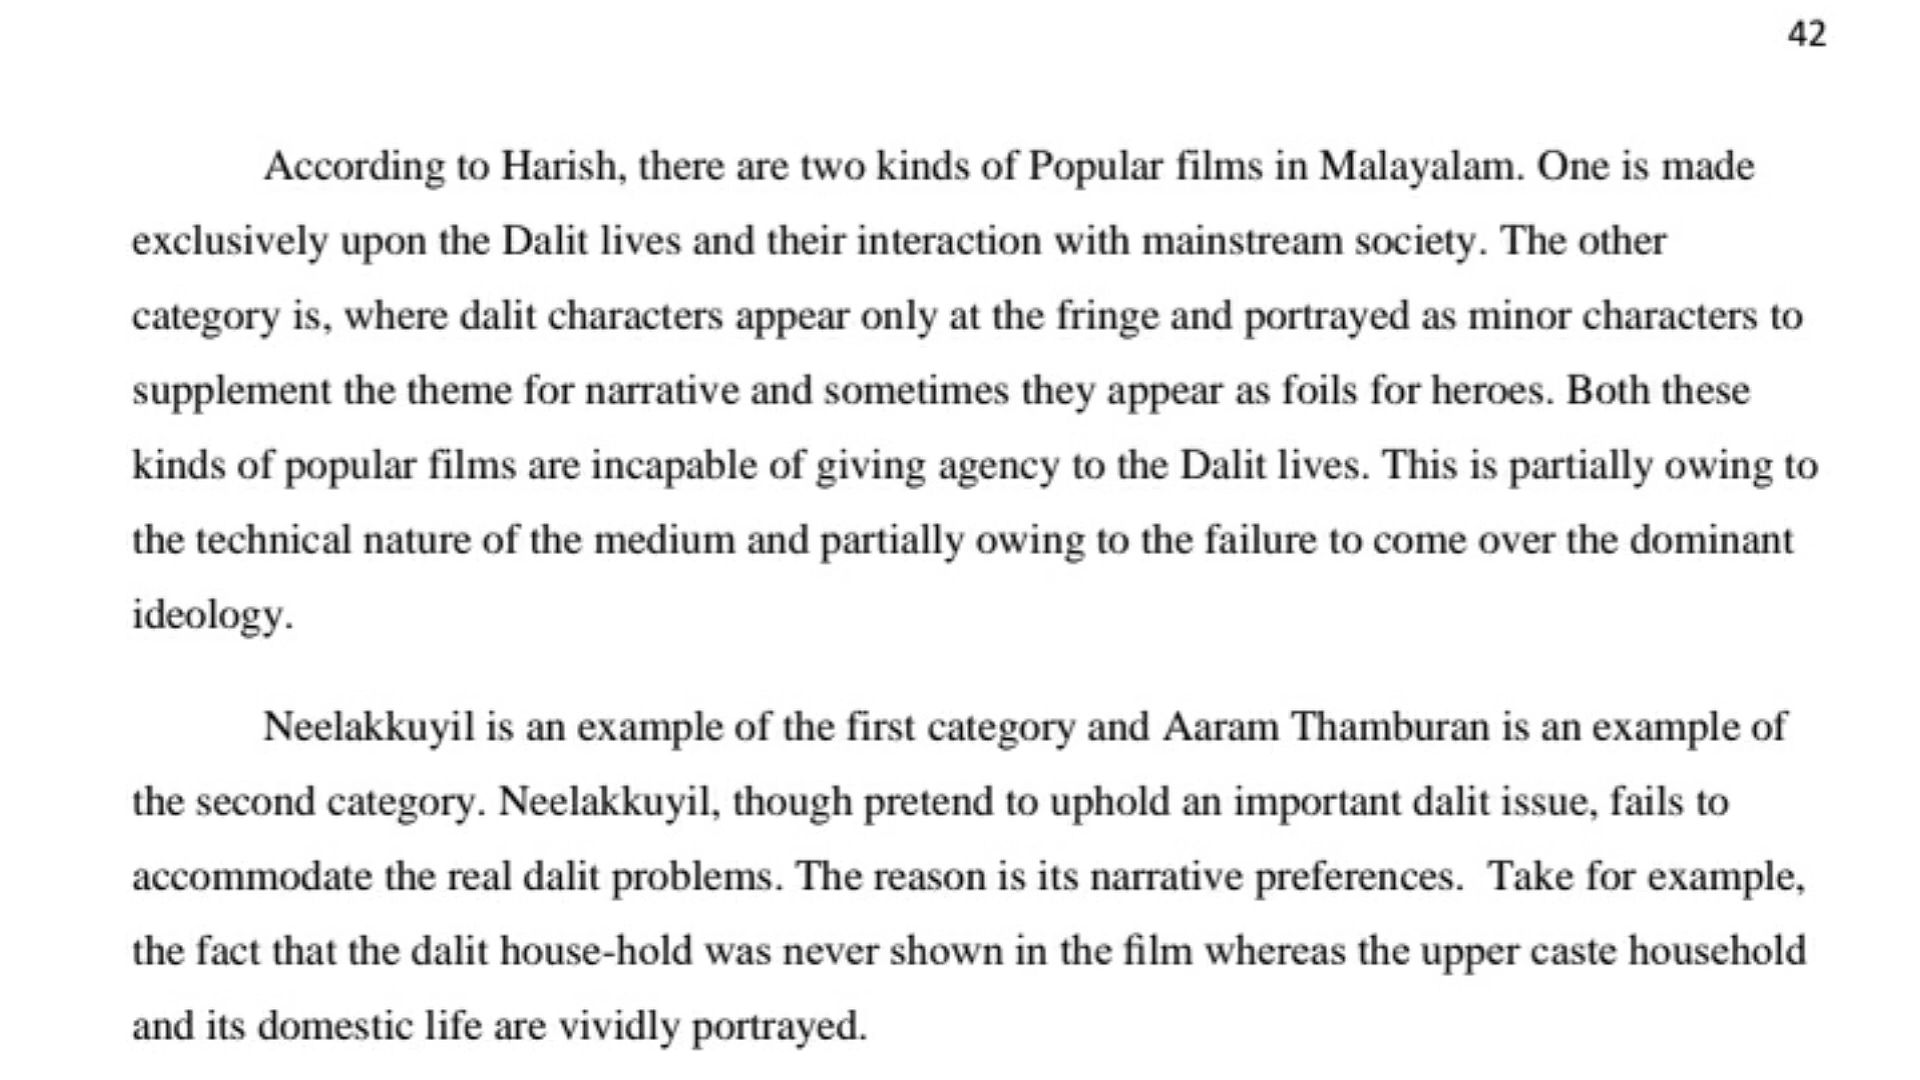 42
According to Harish, there are two kinds of Popular films in Malayalam. One is made
exclusively upon the Dalit lives and their interaction with mainstream society. The other
category is, where dalit characters appear only at the fringe and portrayed as minor characters to
supplement the theme for narrative and sometimes they appear as foils for heroes. Both these
kinds of popular films are incapable of giving agency to the Dalit lives. This is partially owing to
the technical nature of the medium and partially owing to the failure to come over the dominant
ideology.
Neelakkuyil is an example of the first category and Aaram Thamburan is an example of
the second category. Neelakkuyil, though pretend to uphold an important dalit issue, fails to
accommodate the real dalit problems. The reason is its narrative preferences.  Take for example,
the fact that the dalit house-hold was never shown in the film whereas the upper caste household
and its domestic life are vividly portrayed.